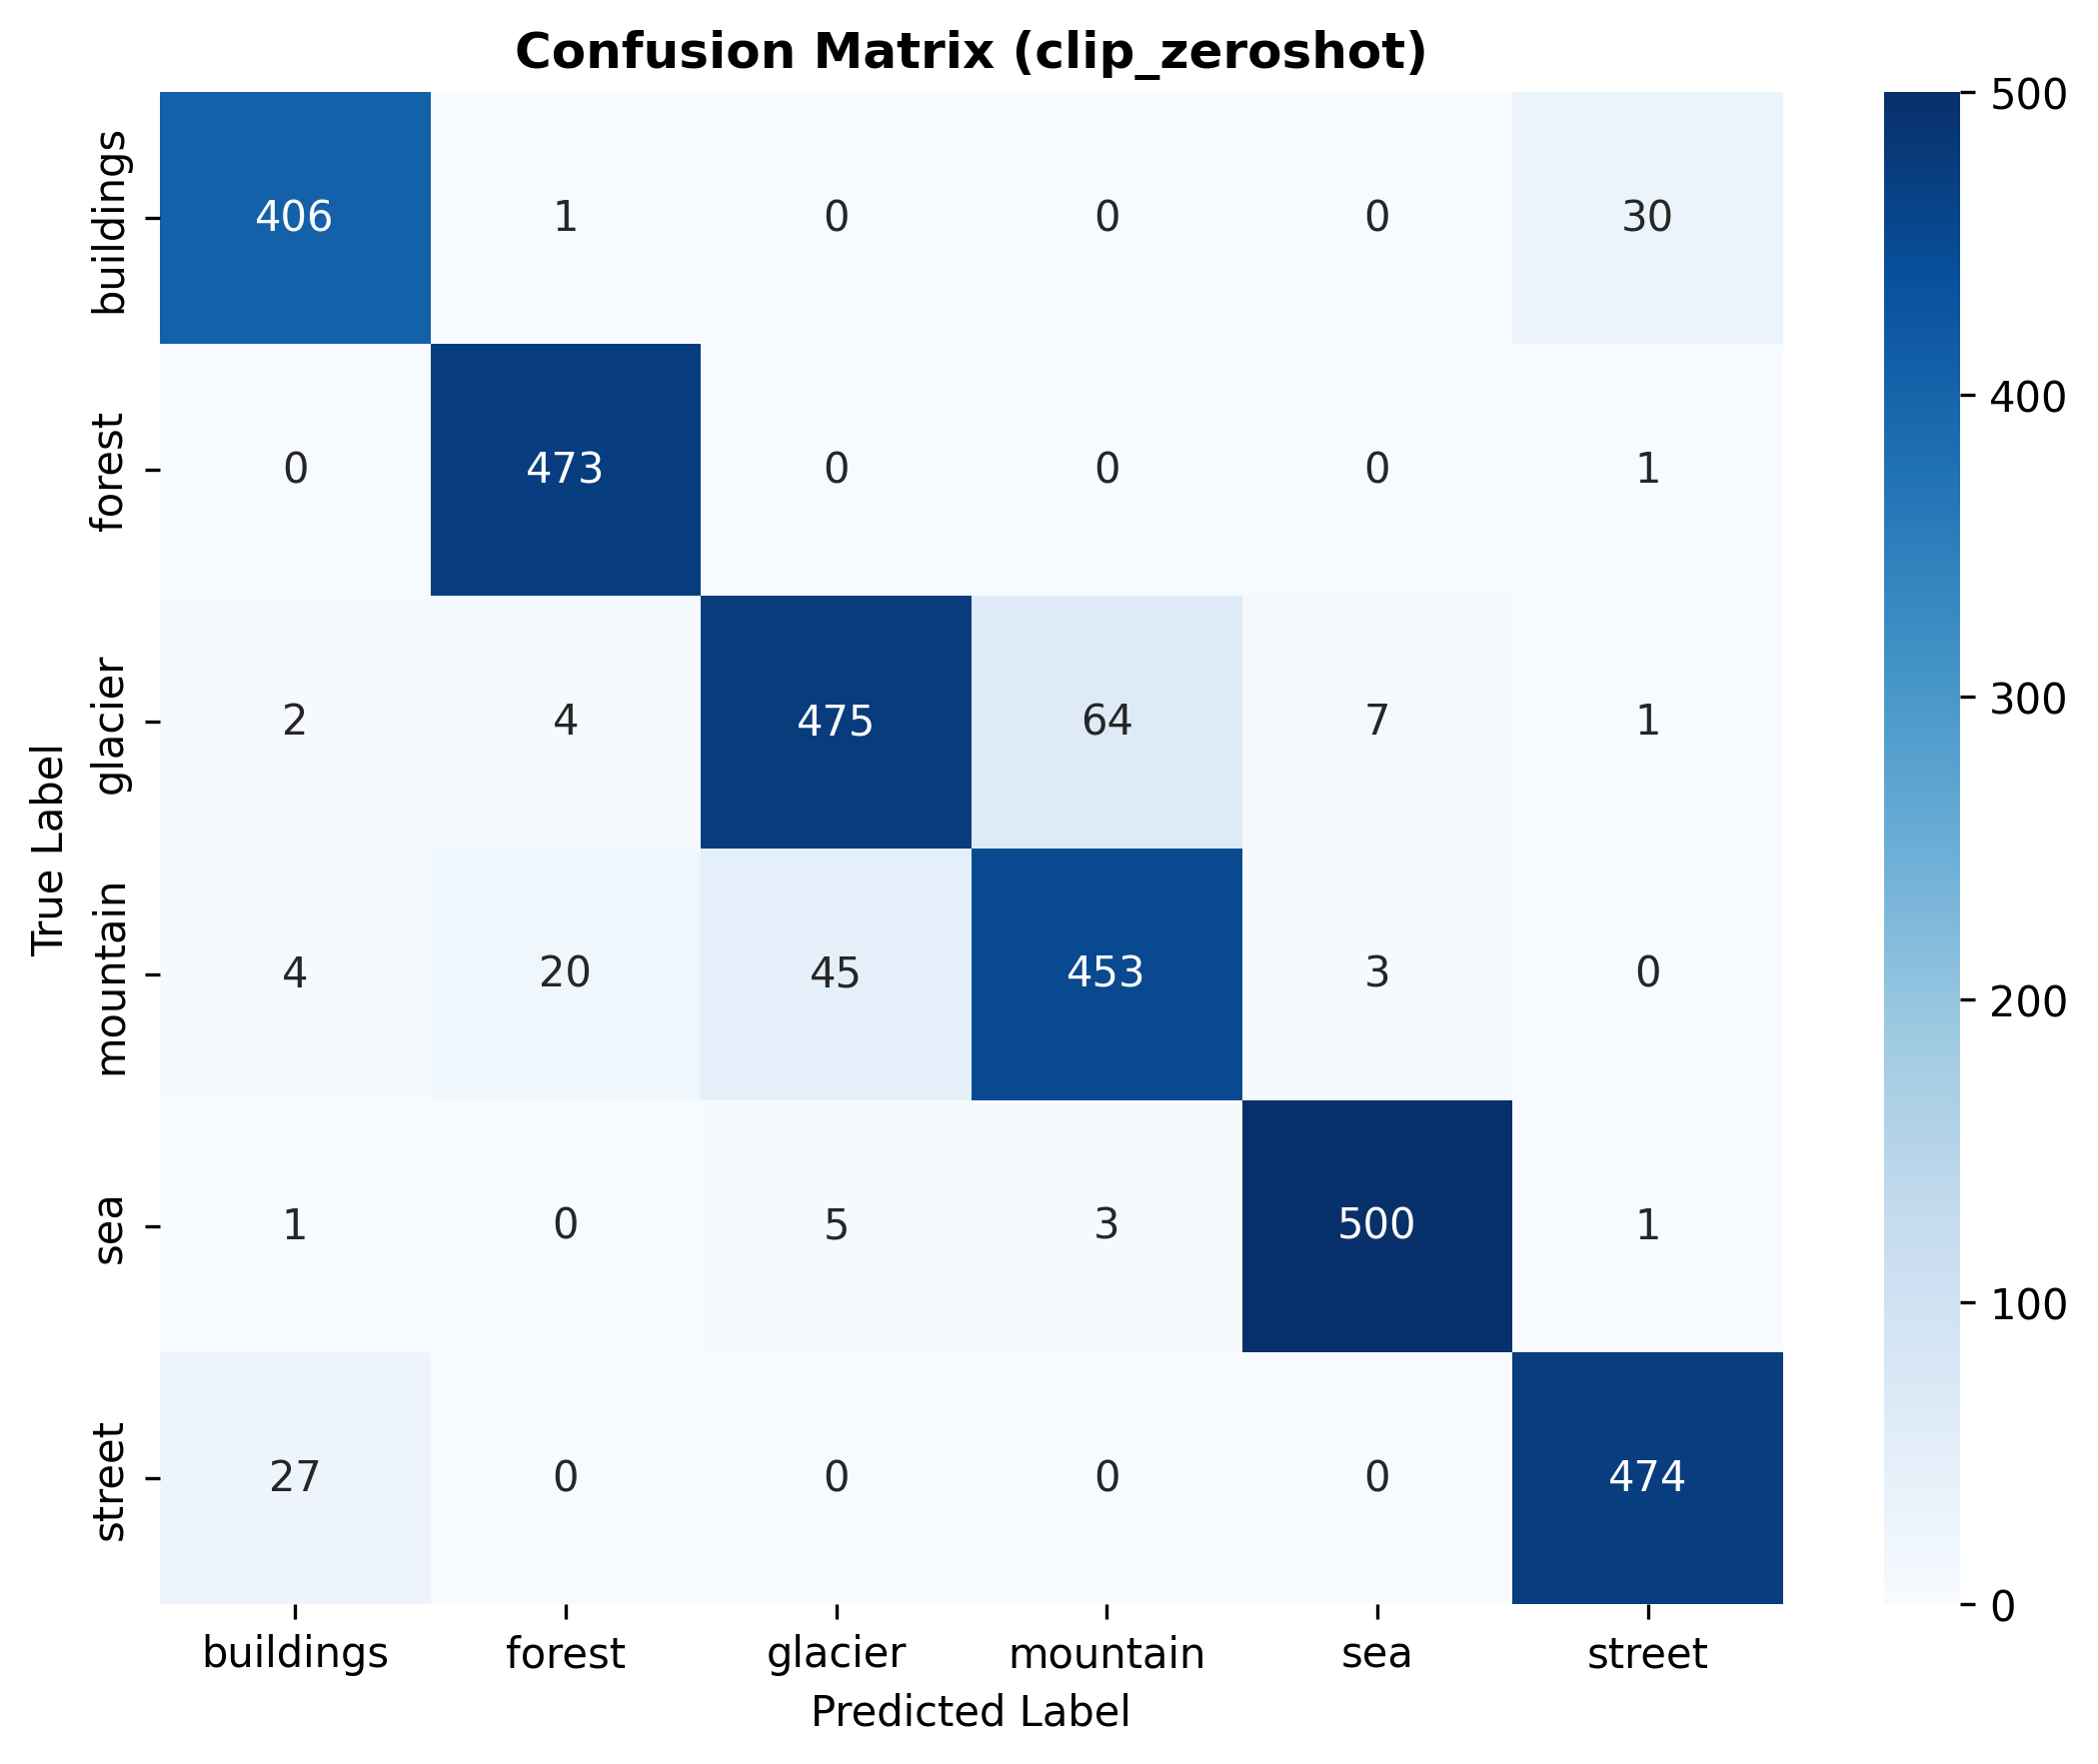 Confusion Matrix (clip_zeroshot)
True Label
buildings 406 1 0 0 0 30
forest 0 473 0 0 0 1
glacier 2 4 475 64 7 1
mountain 4 20 45 453 3 0
sea 1 0 5 3 500 1
street 27 0 0 0 0 474
buildings forest glacier mountain sea street
Predicted Label
500
400
300
200
100
0